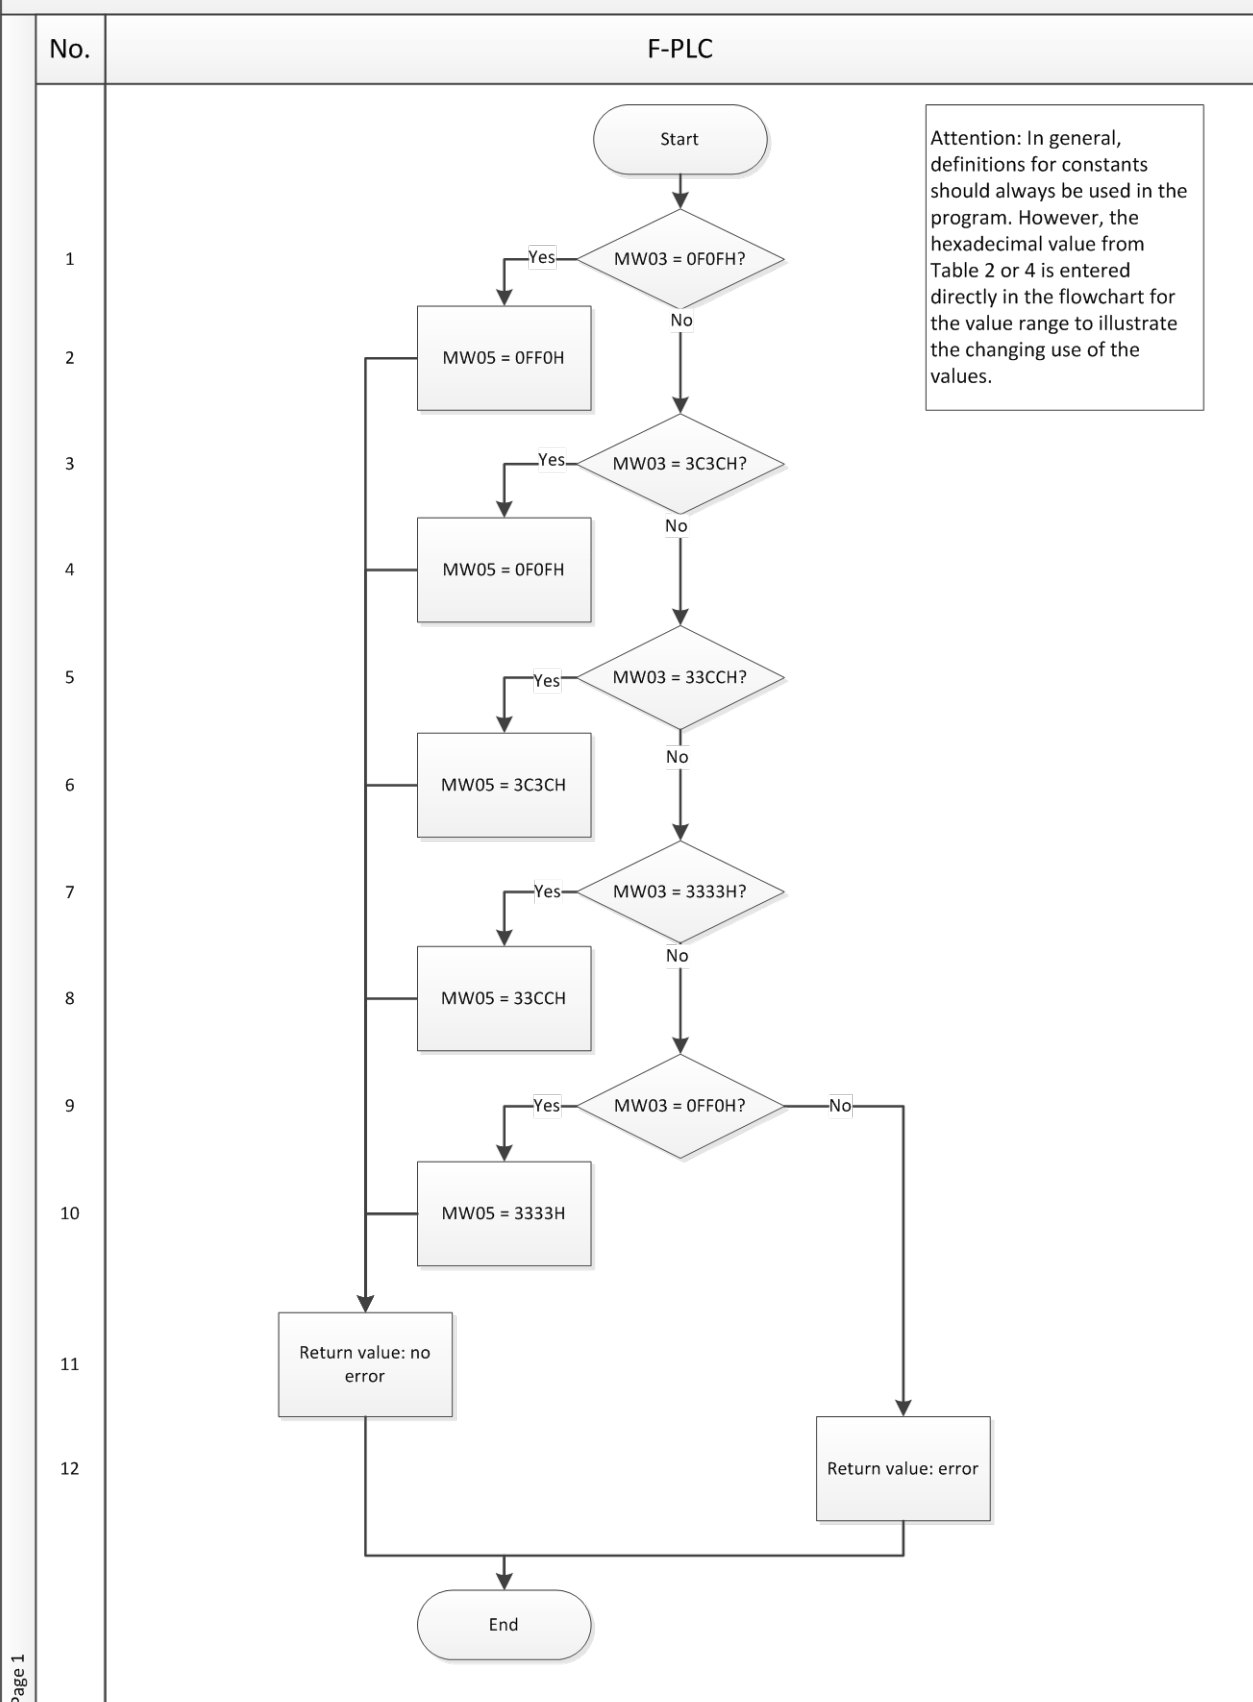 No.
F-PLC
Start
Attention: In general,
definitions for constants
should always be used in the
program. However, the
hexadecimal value from
Table 2 or 4 is entered
directly in the flowchart for
the value range to illustrate
the changing use of the
values.
1
Yes
MW03 = 0F0FH?
No
2
MW05 = 0FF0H
3
Yes
MW03 = 3C3CH?
No
4
MW05 = 0F0FH
5
Yes
MW03 = 33CCH?
No
6
MW05 = 3C3CH
7
Yes
MW03 = 3333H?
No
8
MW05 = 33CCH
9
Yes
MW03 = 0FF0H?
No
10
MW05 = 3333H
11
Return value: no
error
12
Return value: error
End
Page 1